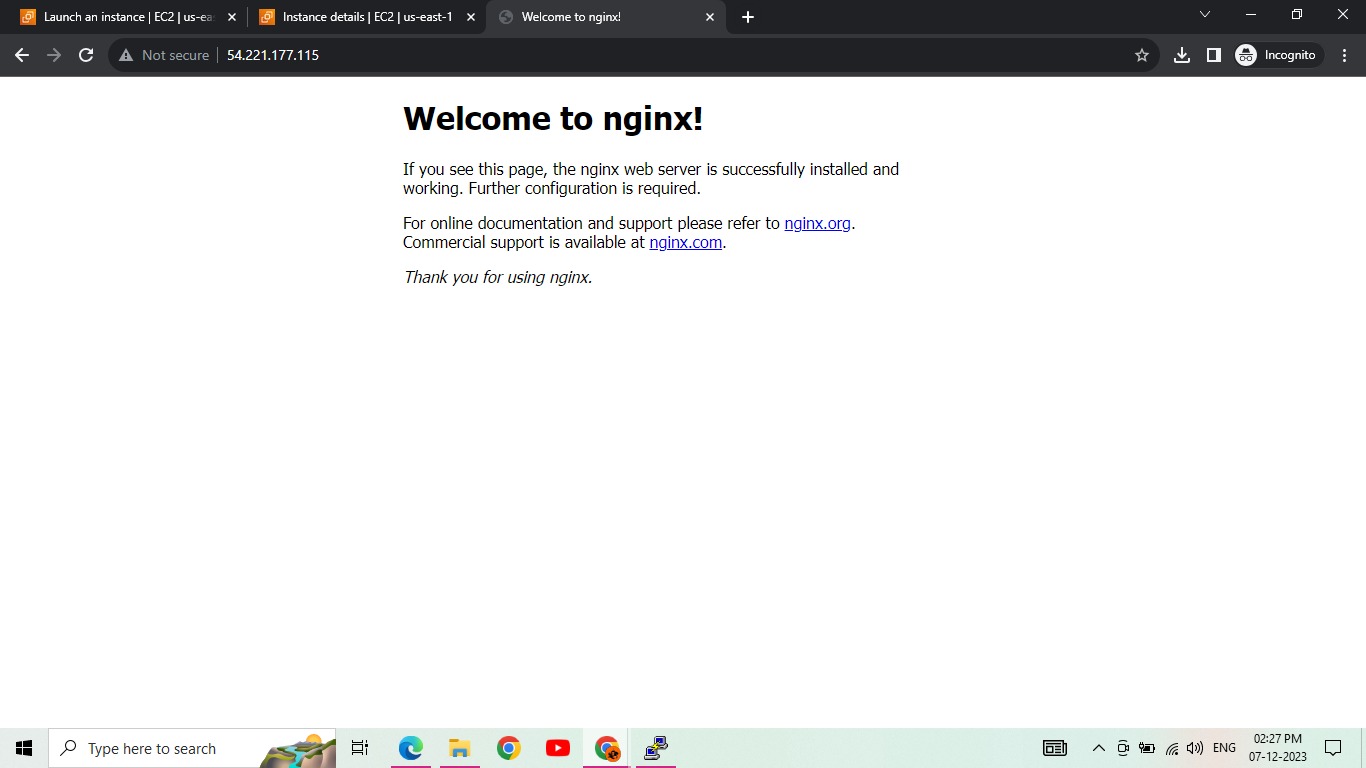 Launch an instance | EC2 | us-eas
Instance details | EC2 | us-east-1
Welcome to nginx!
Not secure
54.221.177.115
Incognito
Welcome to nginx!
If you see this page, the nginx web server is successfully installed and
working. Further configuration is required.
For online documentation and support please refer to nginx.org.
Commercial support is available at nginx.com.
Thank you for using nginx.
Type here to search
ENG
02:27 PM
07-12-2023